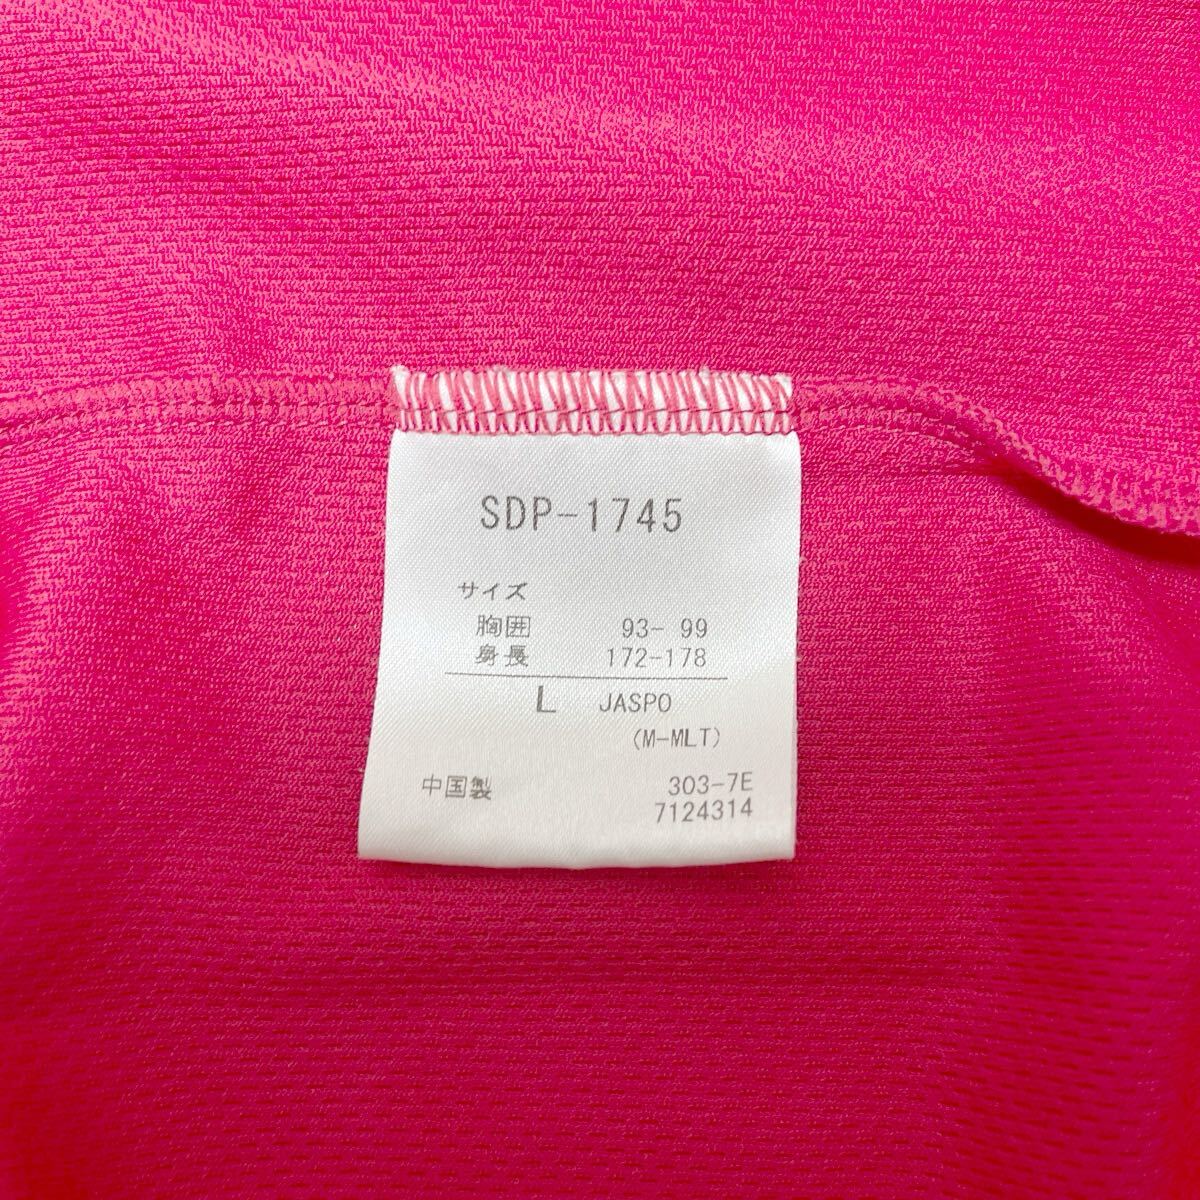 SDP-1745
サイズ
胸囲 93- 99
身長 172-178
L JASPO
(M-MLT)
中国製 303-7E
7124314